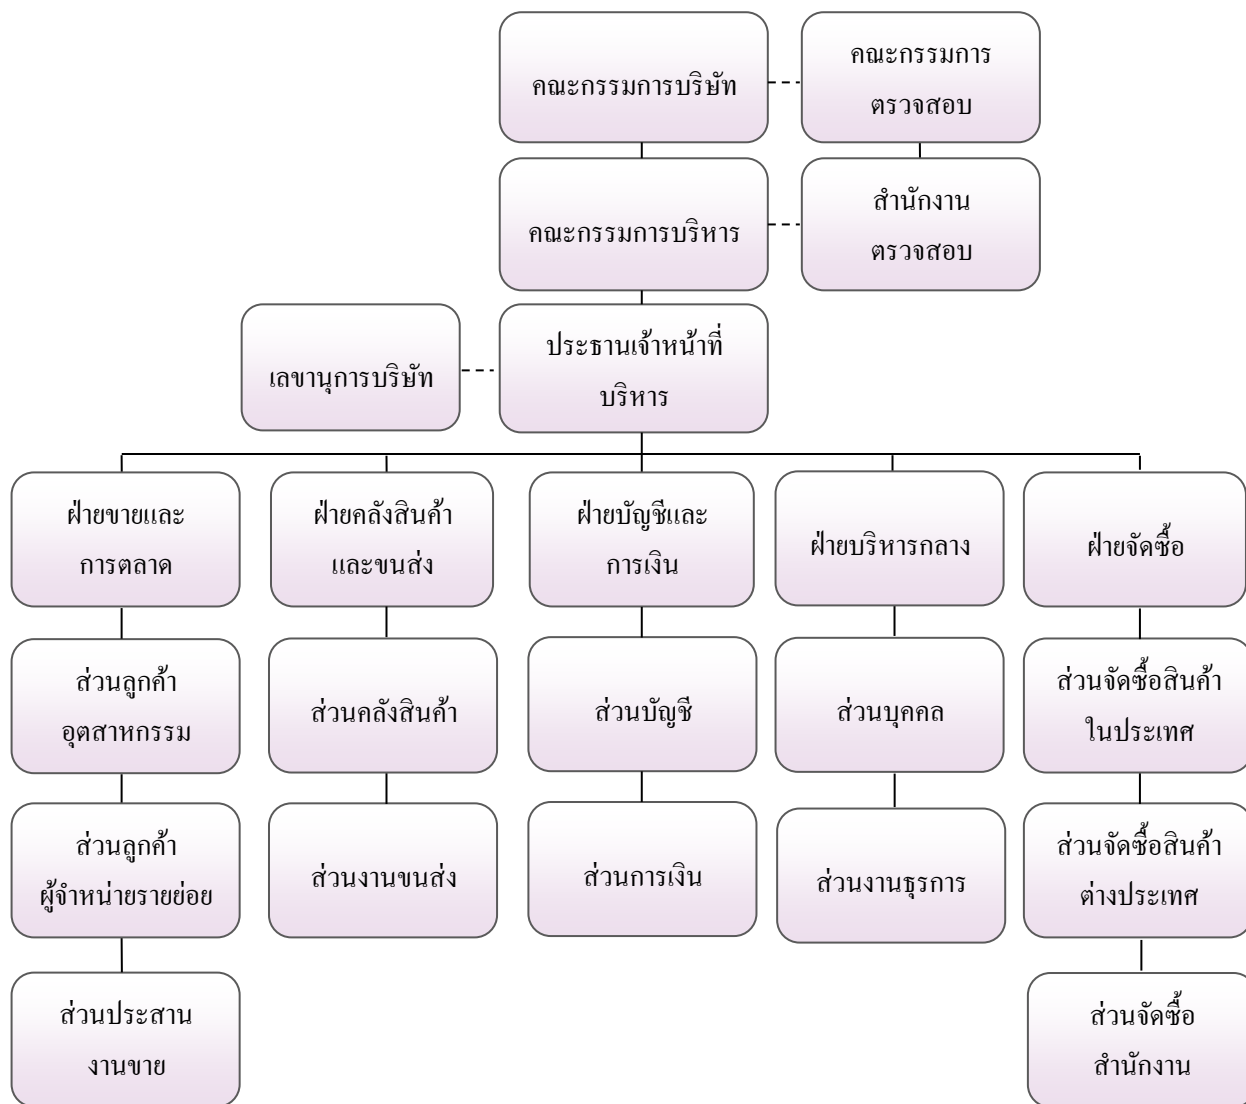 คณะกรรมการบริษัท
คณะกรรมการ
ตรวจสอบ
คณะกรรมการบริหาร
สำนักงาน
ตรวจสอบ
เลขานุการบริษัท
ประธานเจ้าหน้าที่
บริหาร
ฝ่ายขายและ
การตลาด
ฝ่ายคลังสินค้า
และขนส่ง
ฝ่ายบัญชีและ
การเงิน
ฝ่ายบริหารกลาง
ฝ่ายจัดซื้อ
ส่วนลูกค้า
อุตสาหกรรม
ส่วนคลังสินค้า
ส่วนบัญชี
ส่วนบุคคล
ส่วนจัดซื้อสินค้า
ในประเทศ
ส่วนลูกค้า
ผู้จำหน่ายรายย่อย
ส่วนงานขนส่ง
ส่วนการเงิน
ส่วนงานธุรการ
ส่วนจัดซื้อสินค้า
ต่างประเทศ
ส่วนประสาน
งานขาย
ส่วนจัดซื้อ
สำนักงาน